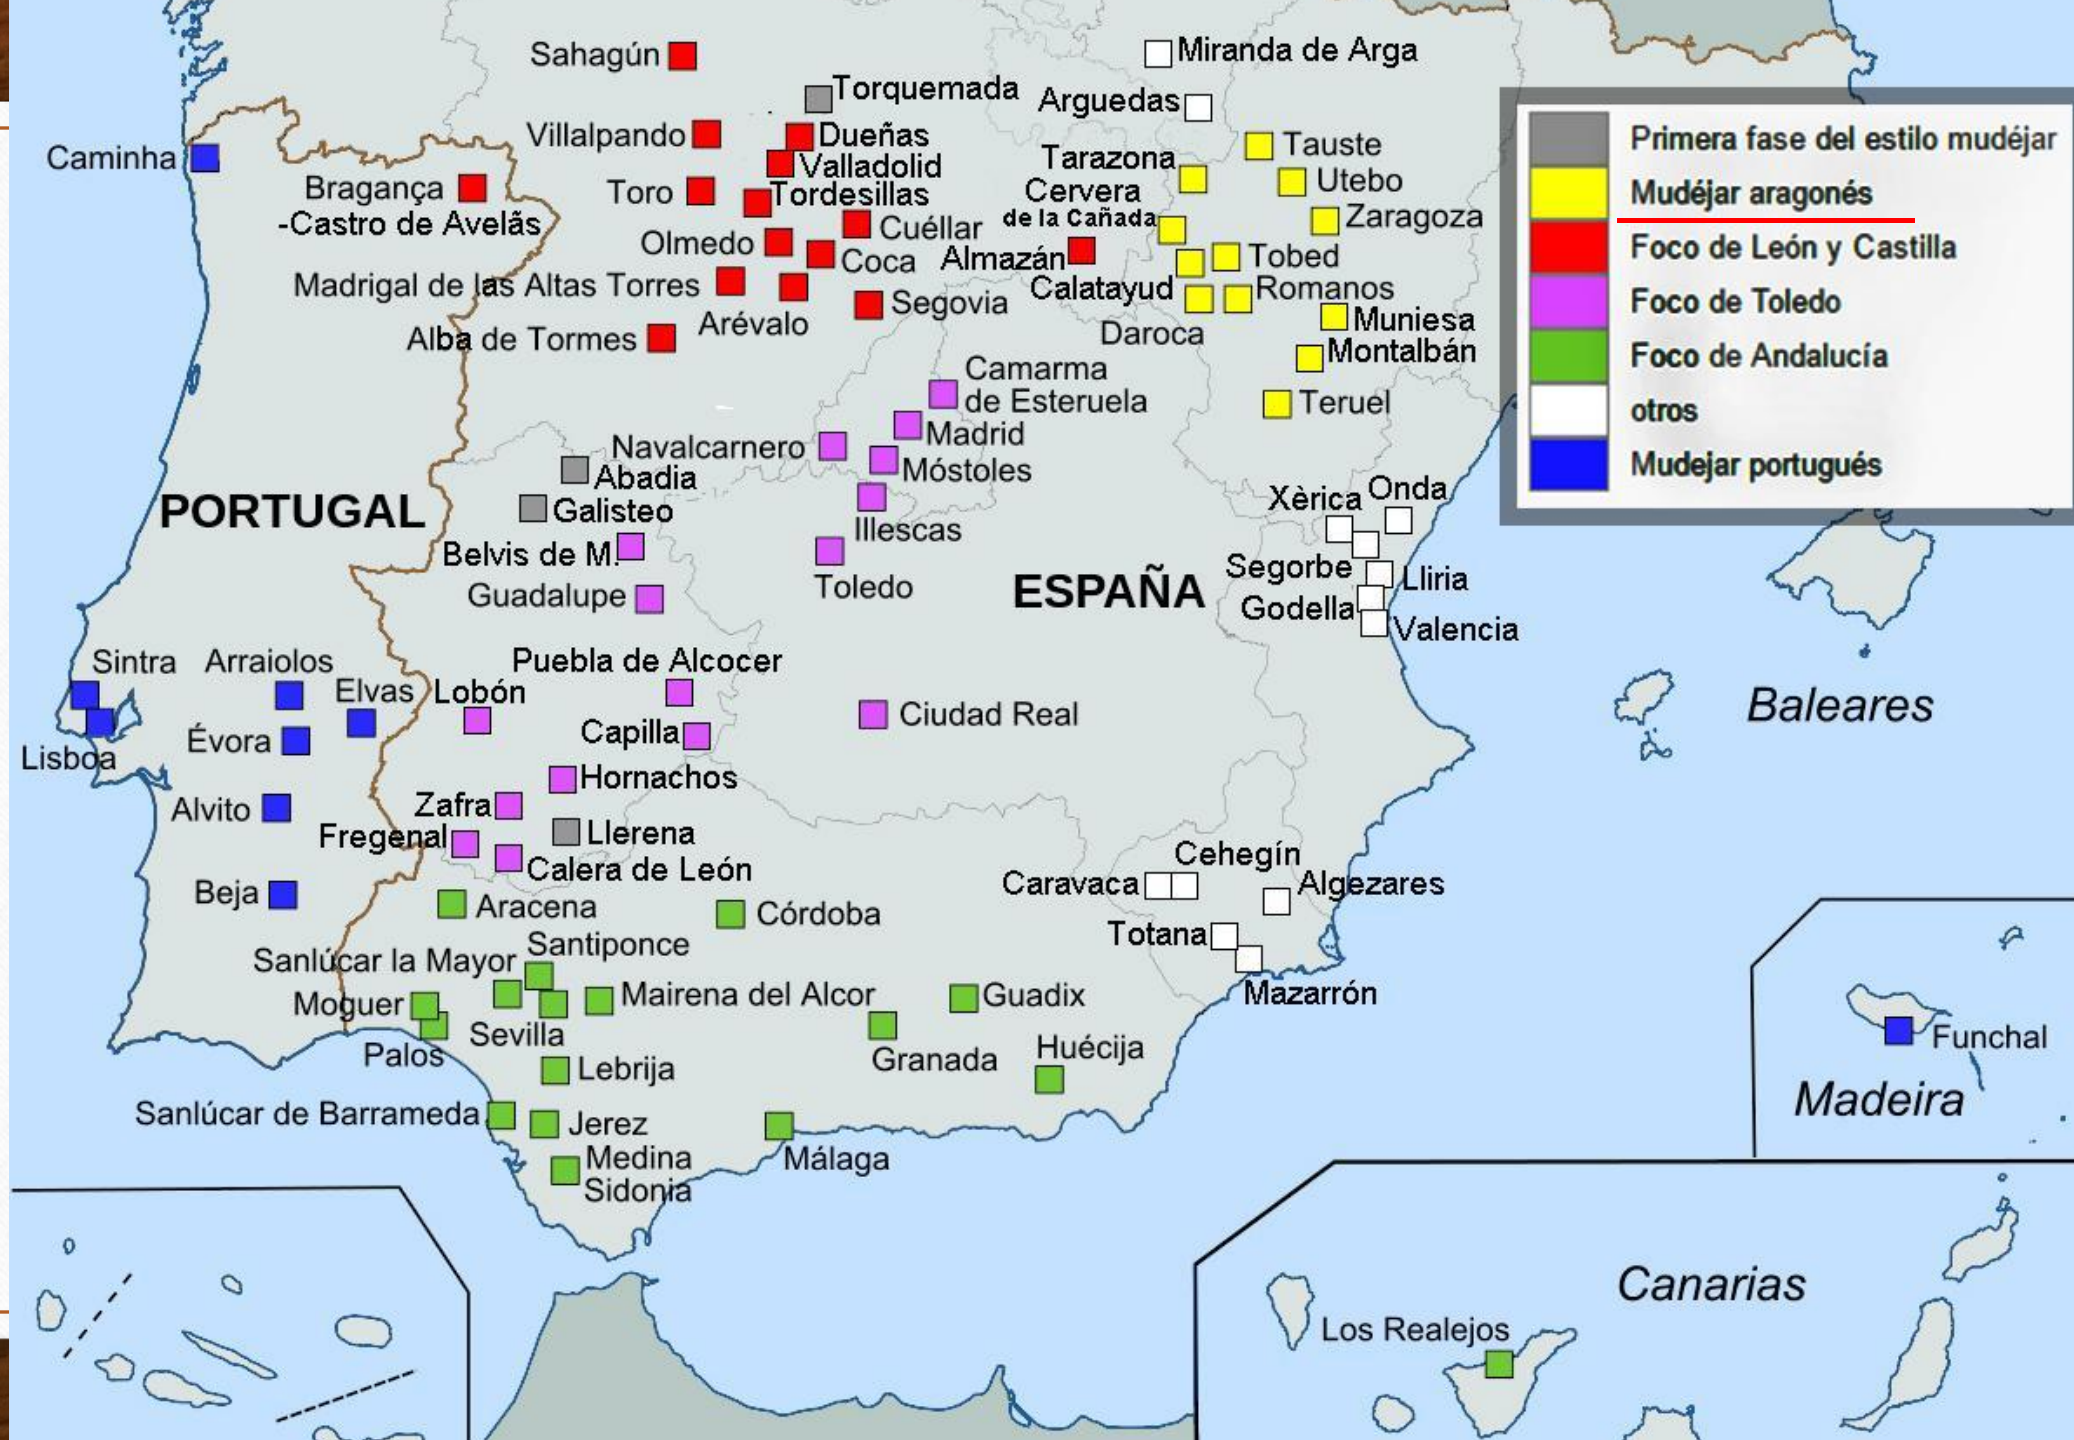 Sahagún
Miranda de Arga
Torquemada
Arguedas
Villalpando
Dueñas
Caminha
Valladolid
Tarazona
Tauste
Bragança
-Castro de Avelãs
Toro
Tordesillas
Cervera
de la Cañada
Utebo
Zaragoza
Cuéllar
Olmedo
Coca
Almazán
Tobed
Madrigal de las Altas Torres
Calatayud
Romanos
Segovia
Arévalo
Daroca
Muniesa
Alba de Tormes
Montalbán
Camarma
de Esteruela
Teruel
Navalcarnero
Madrid
Móstoles
Abadia
Galisteo
PORTUGAL
Illescas
Xèrica
Onda
Belvis de M.
Toledo
Guadalupe
ESPAÑA
Segorbe
Lliria
Godella
Valencia
Sintra
Arraiolos
Elvas
Lobón
Puebla de Alcocer
Baleares
Lisboa
Évora
Capilla
Ciudad Real
Hornachos
Alvito
Zafra
Fregenal
Llerena
Calera de León
Cehegín
Caravaca
Algezares
Beja
Aracena
Córdoba
Totana
Santiponce
Sanlúcar la Mayor
Moguer
Mairena del Alcor
Guadix
Mazarrón
Palos
Sevilla
Granada
Huécija
Lebrija
Sanlúcar de Barrameda
Jerez
Medina
Sidonia
Málaga
Funchal
Madeira
Canarias
Los Realejos
Primera fase del estilo mudéjar
Mudéjar aragonés
Foco de León y Castilla
Foco de Toledo
Foco de Andalucía
otros
Mudejar portugués